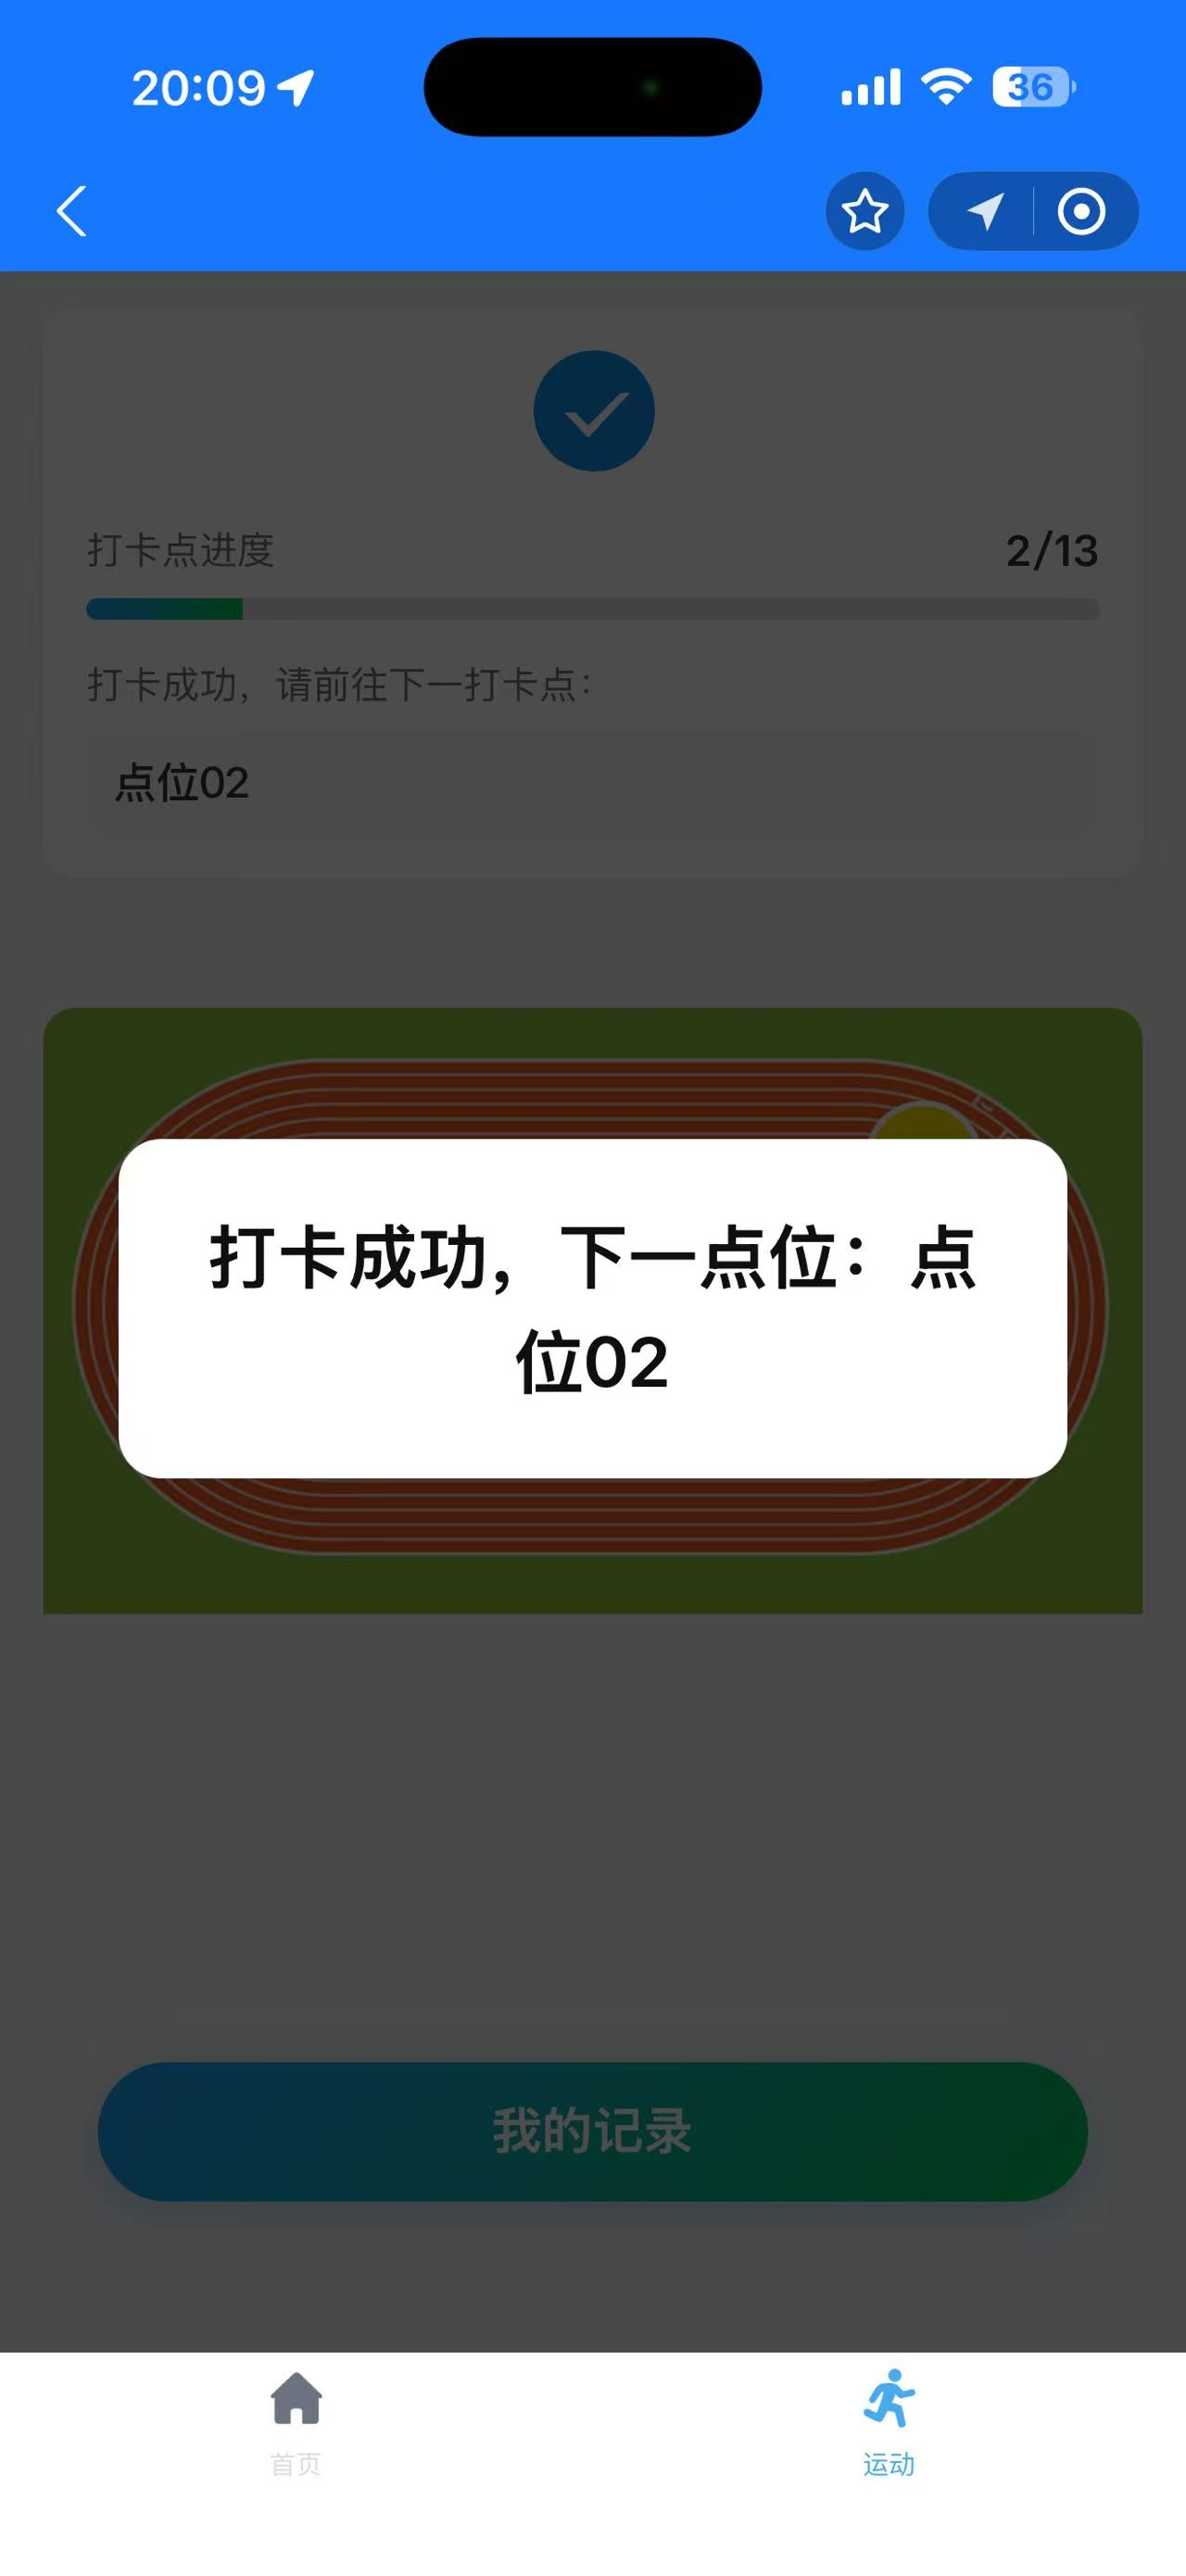 20:09
36
打卡点进度
2/13
打卡成功，请前往下一打卡点：
点位02
打卡成功，下一点位：点
位02
我的记录
首页
运动